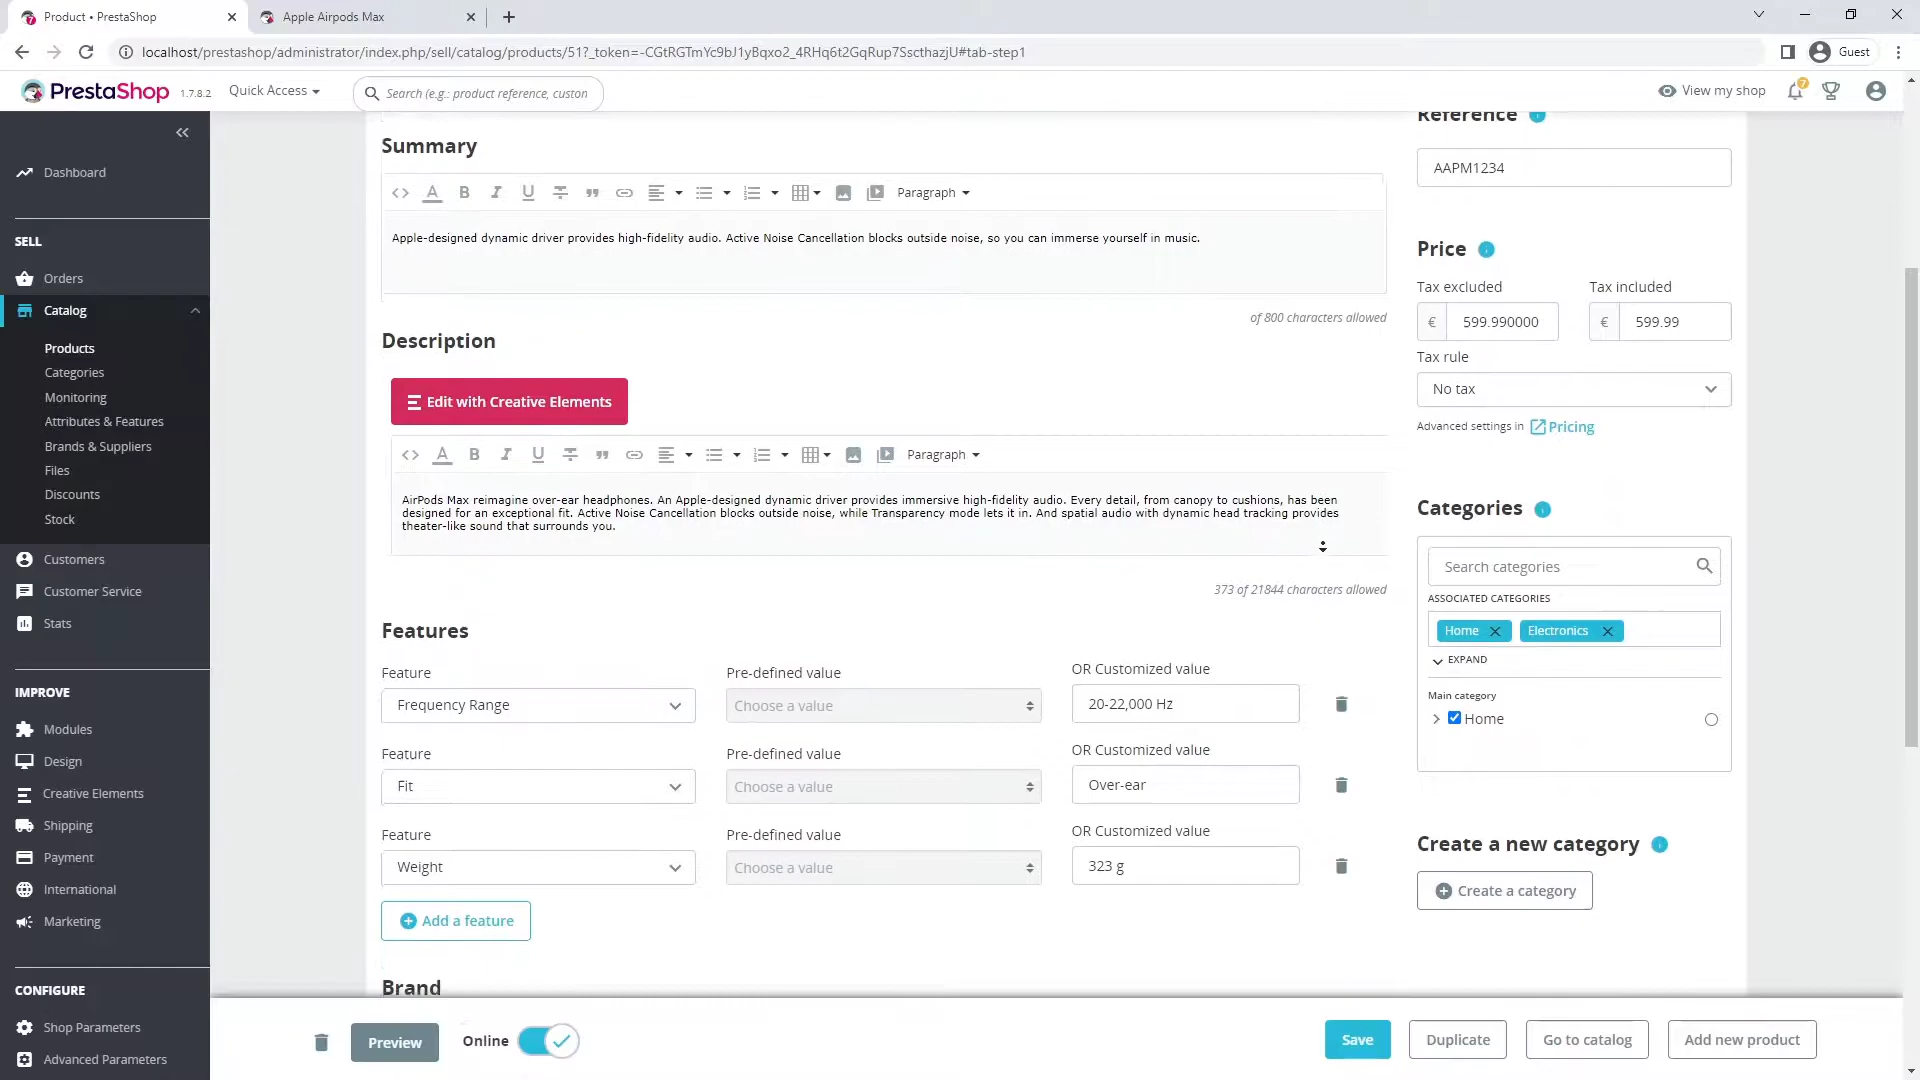 Product • PrestaShop
Apple Airpods Max
localhost/prestashop/administrator/index.php/sell/catalog/products/51?_token=-CGtRGTmYc9bJ1yBqxo2_4RHq6t2GqRup7SscthazjU#tab-step1
Guest
PrestaShop 1.7.8.2
Quick Access
Search (e.g.: product reference, custon
View my shop
7
Dashboard
SELL
Orders
Catalog
Products
Categories
Monitoring
Attributes & Features
Brands & Suppliers
Files
Discounts
Stock
Customers
Customer Service
Stats
IMPROVE
Modules
Design
Creative Elements
Shipping
Payment
International
Marketing
CONFIGURE
Shop Parameters
Advanced Parameters
Summary
Paragraph
Apple-designed dynamic driver provides high-fidelity audio. Active Noise Cancellation blocks outside noise, so you can immerse yourself in music.
of 800 characters allowed
Description
Edit with Creative Elements
Paragraph
AirPods Max reimagine over-ear headphones. An Apple-designed dynamic driver provides immersive high-fidelity audio. Every detail, from canopy to cushions, has been
designed for an exceptional fit. Active Noise Cancellation blocks outside noise, while Transparency mode lets it in. And spatial audio with dynamic head tracking provides
theater-like sound that surrounds you.
373 of 21844 characters allowed
Features
Feature Pre-defined value OR Customized value
Frequency Range Choose a value 20-22,000 Hz
Feature Pre-defined value OR Customized value
Fit Choose a value Over-ear
Feature Pre-defined value OR Customized value
Weight Choose a value 323 g
Add a feature
Brand
Reference
AAPM1234
Price
Tax excluded Tax included
€ 599.990000 € 599.99
Tax rule
No tax
Advanced settings in Pricing
Categories
Search categories
ASSOCIATED CATEGORIES
Home Electronics
EXPAND
Main category
Home
Create a new category
Create a category
Preview
Online
Save
Duplicate
Go to catalog
Add new product